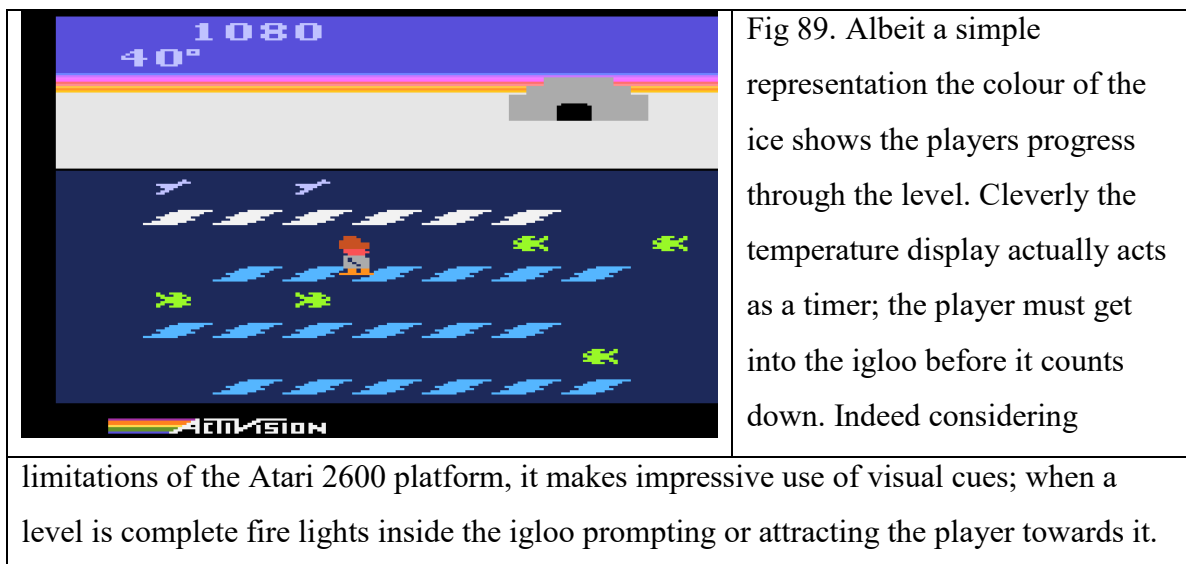 1080
40°
ACTIVISION
Fig 89. Albeit a simple
representation the colour of the
ice shows the players progress
through the level. Cleverly the
temperature display actually acts
as a timer; the player must get
into the igloo before it counts
down. Indeed considering
limitations of the Atari 2600 platform, it makes impressive use of visual cues; when a
level is complete fire lights inside the igloo prompting or attracting the player towards it.